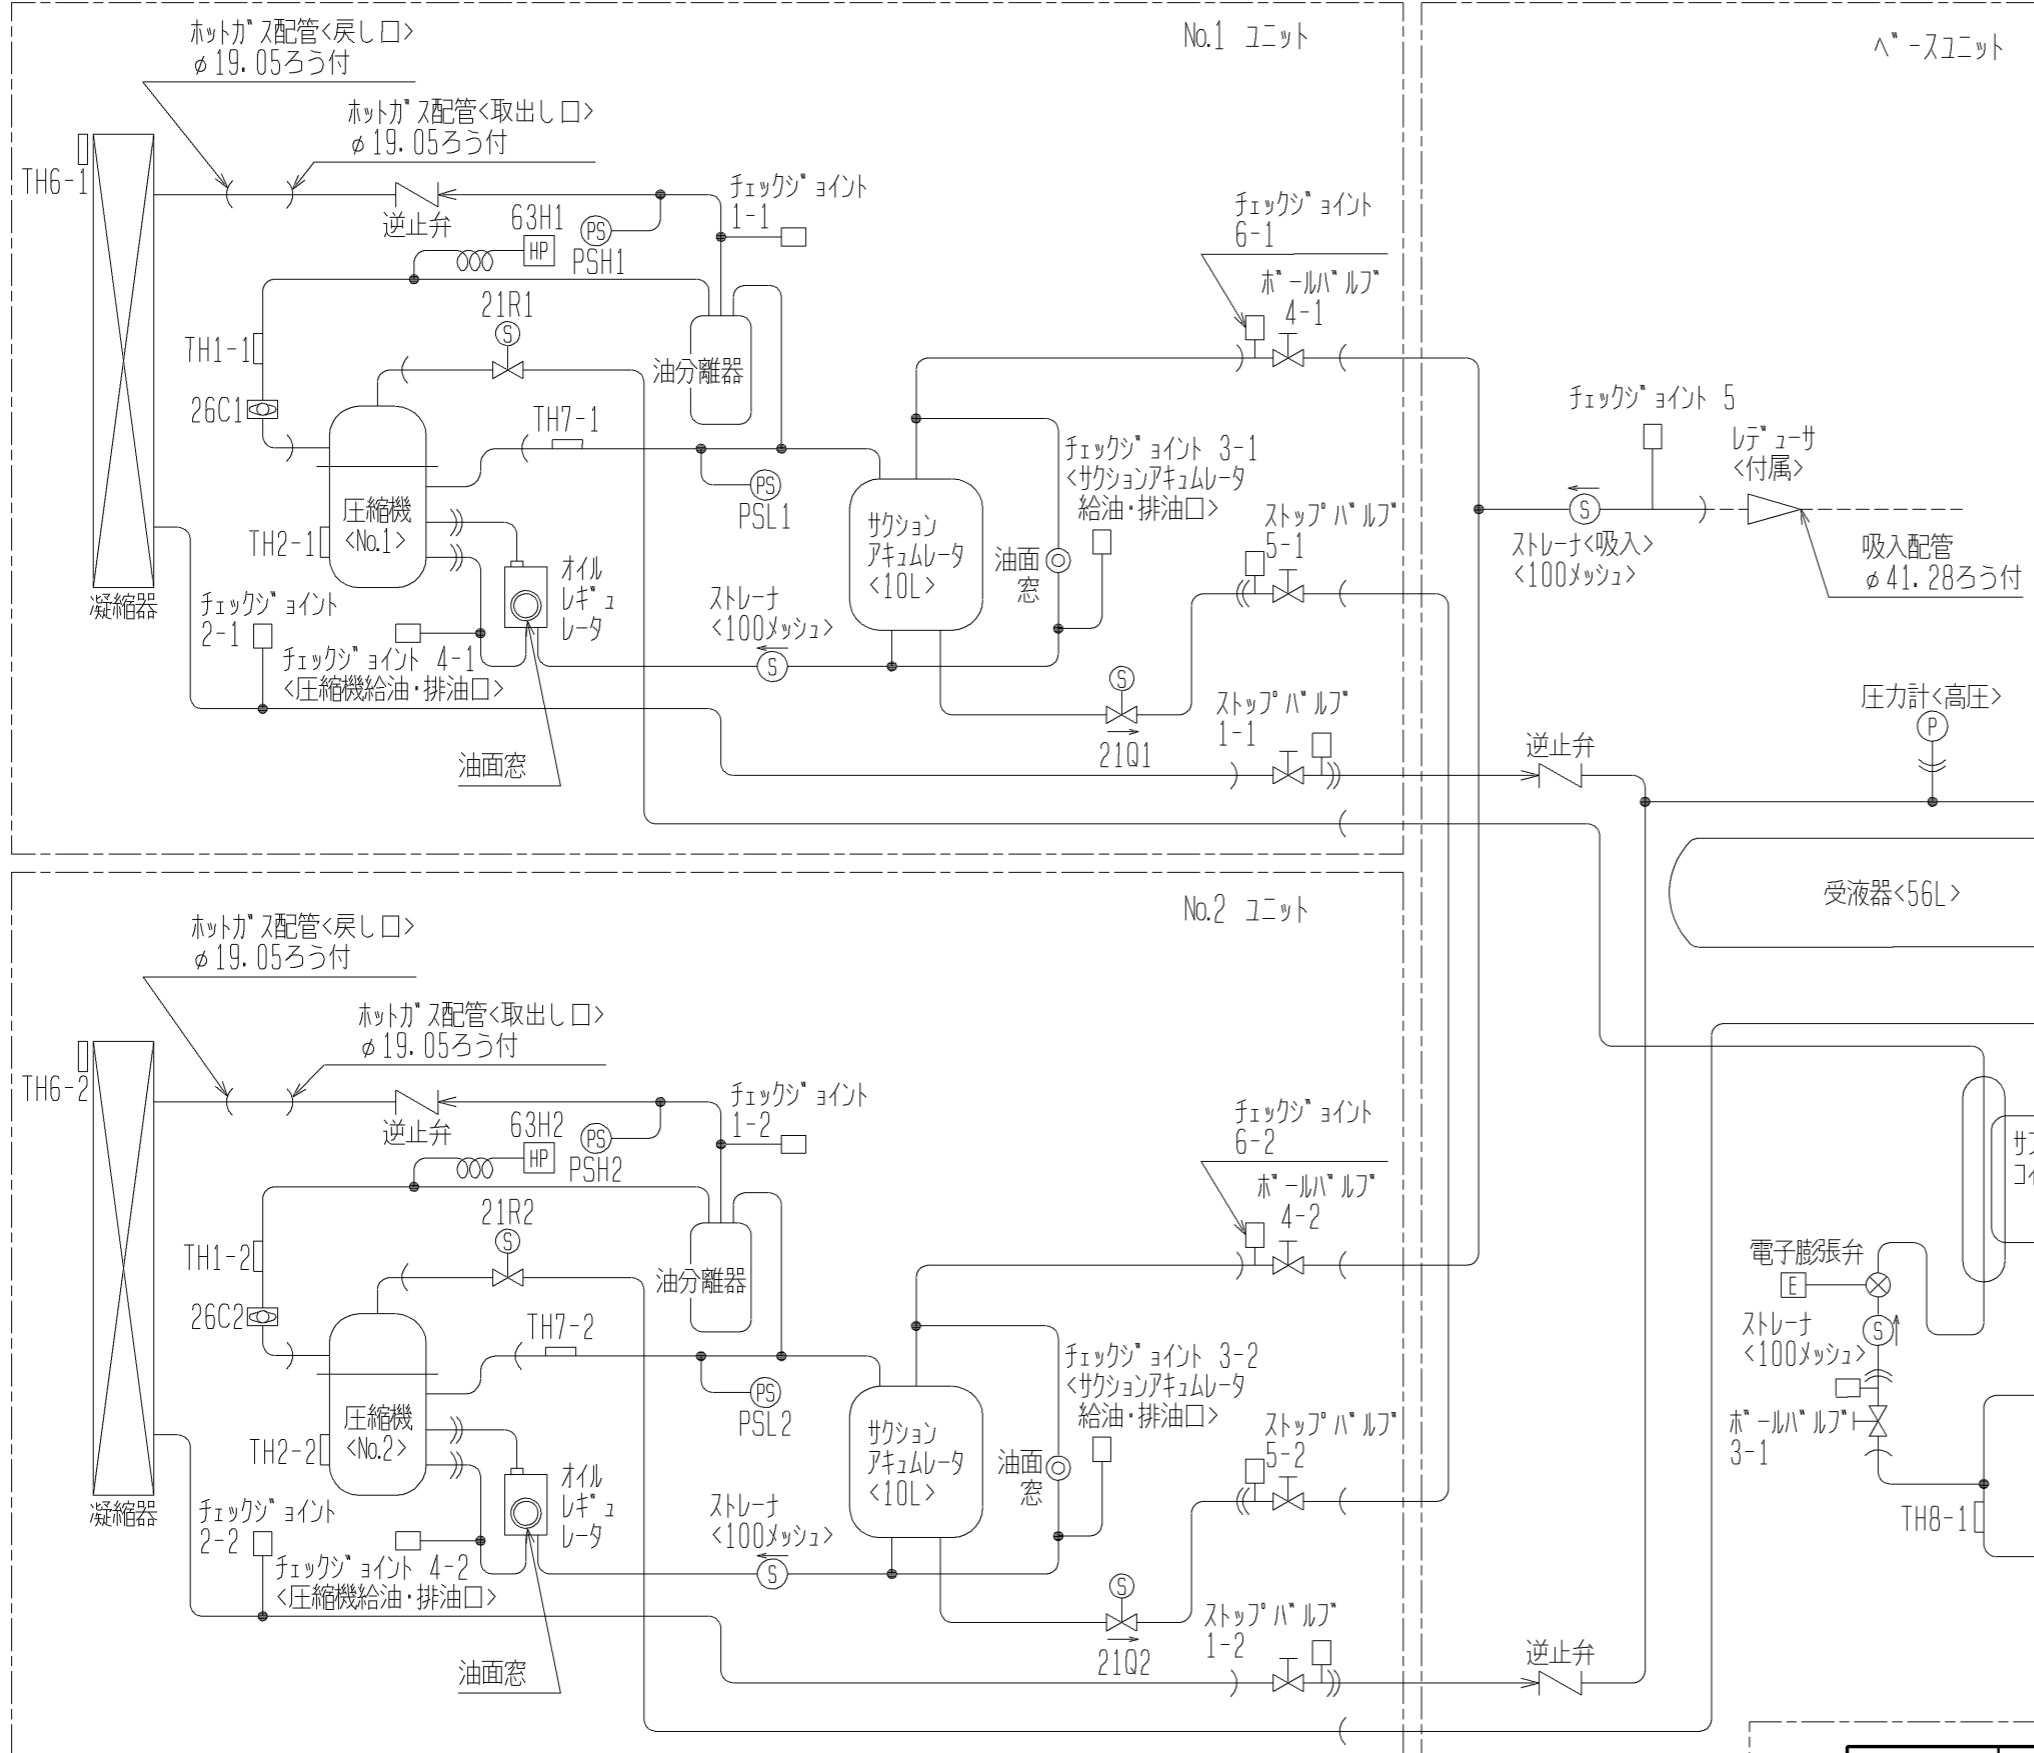 No.1 ユニット
ホットガス配管<戻し口>
φ19.05ろう付
ホットガス配管<取出し口>
φ19.05ろう付
TH6-1
逆止弁
63H1
HP
PS
PSH1
チェックジョイント
1-1
21R1
S
TH1-1
26C1
油分離器
TH7-1
圧縮機
<No.1>
TH2-1
PS
PSL1
サクション
アキュムレータ
<10L>
油面
窓
チェックジョイント 3-1
<サクションアキュムレータ
給油・排油口>
チェックジョイント
6-1
ボールバルブ
4-1
ストップバルブ
5-1
凝縮器
チェックジョイント
2-1
チェックジョイント 4-1
<圧縮機給油・排油口>
オイル
レギュ
レータ
ストレーナ
<100メッシュ>
S
油面窓
S
21Q1
ストップバルブ
1-1
ベースユニット
チェックジョイント 5
レデューサ
<付属>
S
ストレーナ<吸入>
<100メッシュ>
吸入配管
φ41.28ろう付
圧力計<高圧>
P
逆止弁
受液器<56L>
No.2 ユニット
ホットガス配管<戻し口>
φ19.05ろう付
ホットガス配管<取出し口>
φ19.05ろう付
TH6-2
逆止弁
63H2
HP
PS
PSH2
チェックジョイント
1-2
21R2
S
TH1-2
26C2
油分離器
TH7-2
圧縮機
<No.2>
TH2-2
PS
PSL2
サクション
アキュムレータ
<10L>
油面
窓
チェックジョイント 3-2
<サクションアキュムレータ
給油・排油口>
チェックジョイント
6-2
ボールバルブ
4-2
ストップバルブ
5-2
凝縮器
チェックジョイント
2-2
チェックジョイント 4-2
<圧縮機給油・排油口>
オイル
レギュ
レータ
ストレーナ
<100メッシュ>
S
油面窓
S
21Q2
ストップバルブ
1-2
逆止弁
電子膨張弁
E
ストレーナ
<100メッシュ>
S
ボールバルブ
3-1
TH8-1